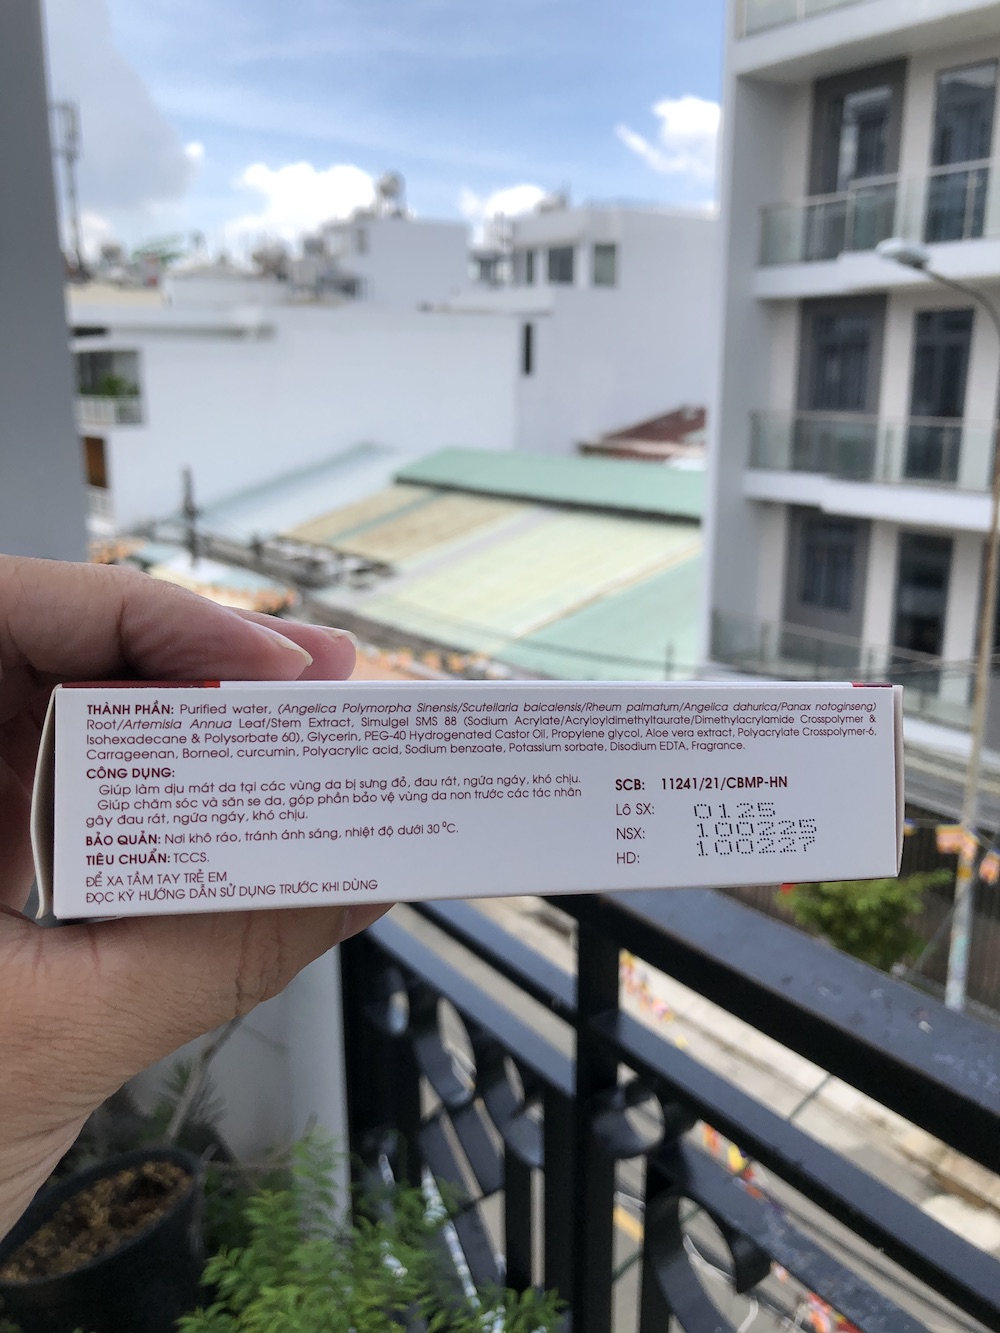 THÀNH PHẦN: Purified water, (Angelica Polymorpha Sinensis/Scutellaria baicalensis/Rheum palmatum/Angelica dahurica/Panax notoginseng)
Root/Artemisia Annua Leaf/Stem Extract, Simulgel SMS 88 (Sodium Acrylate/Acryloyldimethyltaurate/Dimethylacrylamide Crosspolymer &
Isohexadecane & Polysorbate 60), Glycerin, PEG-40 Hydrogenated Castor Oil, Propylene glycol, Aloe vera extract, Polyacrylate Crosspolymer-6,
Carrageenan, Borneol, curcumin, Polyacrylic acid, Sodium benzoate, Potassium sorbate, Disodium EDTA, Fragrance.
CÔNG DỤNG:
Giúp làm dịu mát da tại các vùng da bị sưng đỏ, đau rát, ngứa ngáy, khó chịu.
Giúp chăm sóc và săn se da, góp phần bảo vệ vùng da non trước các tác nhân
gây đau rát, ngứa ngáy, khó chịu.
BẢO QUẢN: Nơi khô ráo, tránh ánh sáng, nhiệt độ dưới 30 ⁰C.
TIÊU CHUẨN: TCCS.
ĐỂ XA TẦM TAY TRẺ EM
ĐỌC KỸ HƯỚNG DẪN SỬ DỤNG TRƯỚC KHI DÙNG
SCB: 11241/21/CBMP-HN
Lô SX: 0125
NSX: 100225
HD: 100227